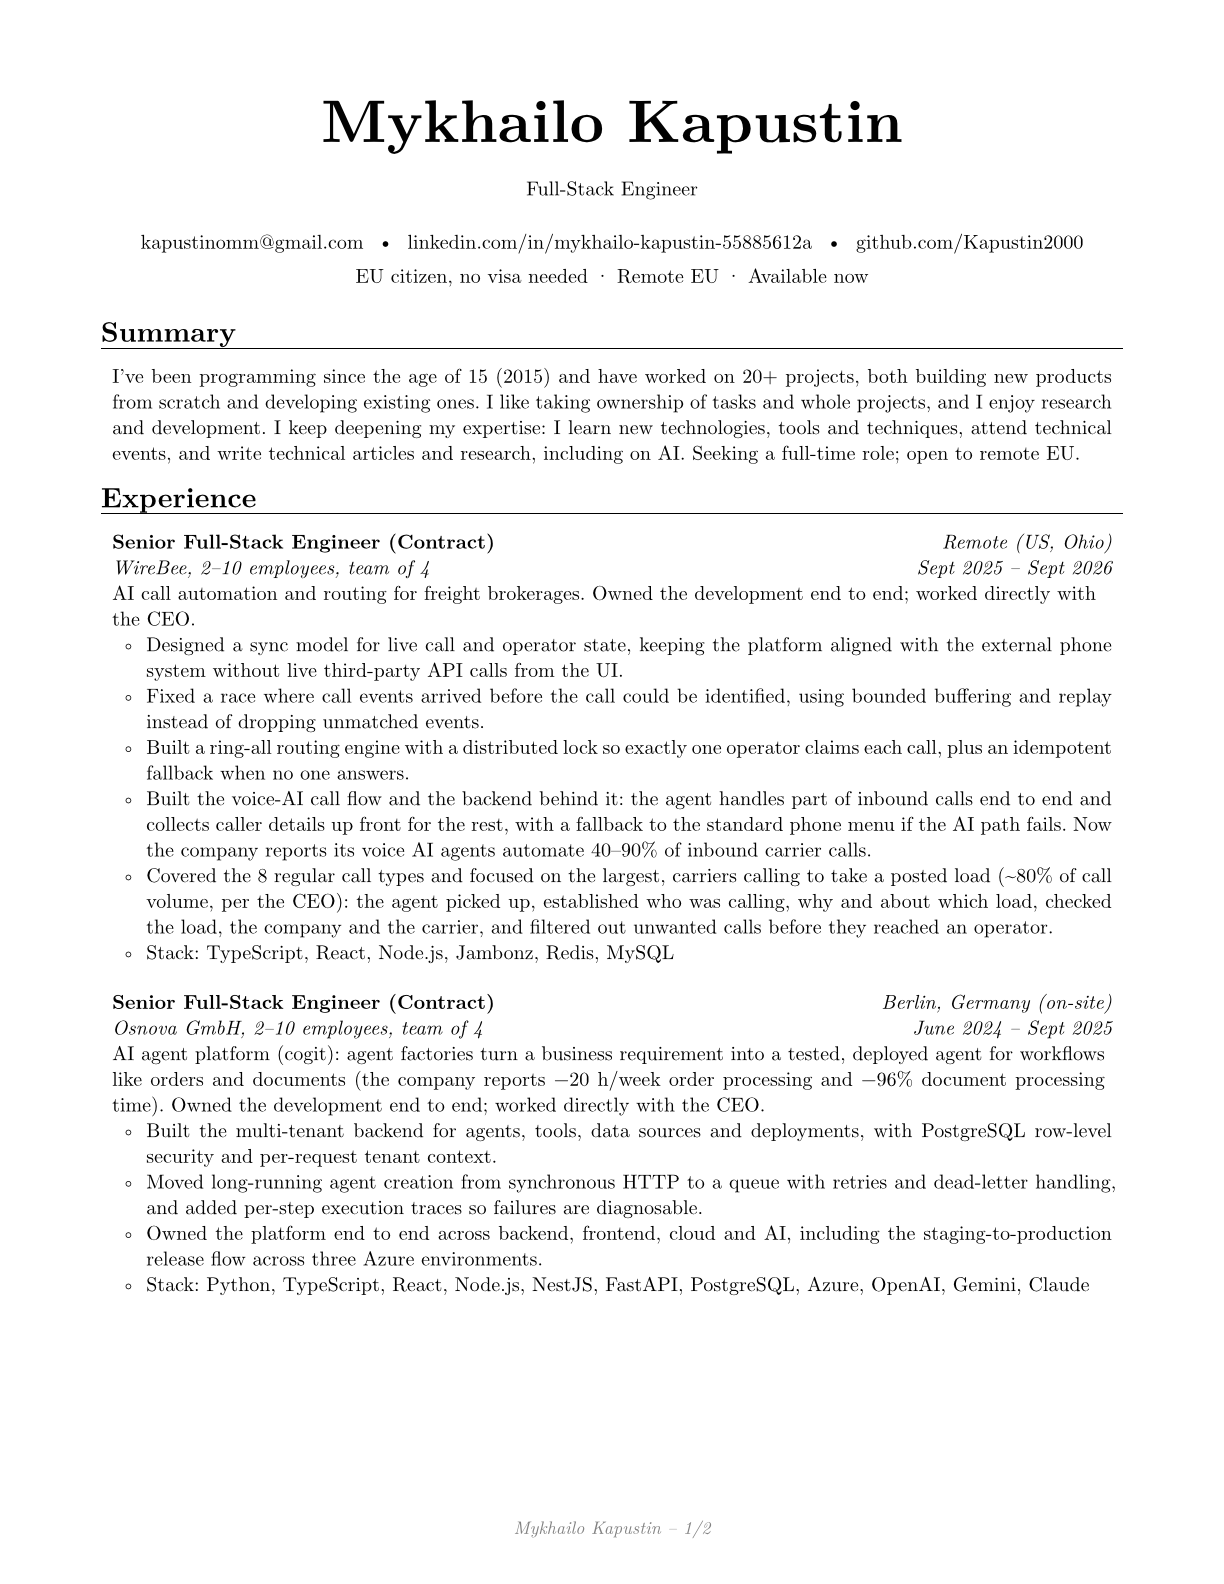 Mykhailo Kapustin
Full-Stack Engineer
kapustinomm@gmail.com • linkedin.com/in/mykhailo-kapustin-55885612a • github.com/Kapustin2000
EU citizen, no visa needed · Remote EU · Available now
Summary
I've been programming since the age of 15 (2015) and have worked on 20+ projects, both building new products
from scratch and developing existing ones. I like taking ownership of tasks and whole projects, and I enjoy research
and development. I keep deepening my expertise: I learn new technologies, tools and techniques, attend technical
events, and write technical articles and research, including on AI. Seeking a full-time role; open to remote EU.
Experience
Senior Full-Stack Engineer (Contract) Remote (US, Ohio)
WireBee, 2–10 employees, team of 4 Sept 2025 – Sept 2026
AI call automation and routing for freight brokerages. Owned the development end to end; worked directly with
the CEO.
◦ Designed a sync model for live call and operator state, keeping the platform aligned with the external phone
system without live third-party API calls from the UI.
◦ Fixed a race where call events arrived before the call could be identified, using bounded buffering and replay
instead of dropping unmatched events.
◦ Built a ring-all routing engine with a distributed lock so exactly one operator claims each call, plus an idempotent
fallback when no one answers.
◦ Built the voice-AI call flow and the backend behind it: the agent handles part of inbound calls end to end and
collects caller details up front for the rest, with a fallback to the standard phone menu if the AI path fails. Now
the company reports its voice AI agents automate 40–90% of inbound carrier calls.
◦ Covered the 8 regular call types and focused on the largest, carriers calling to take a posted load (~80% of call
volume, per the CEO): the agent picked up, established who was calling, why and about which load, checked
the load, the company and the carrier, and filtered out unwanted calls before they reached an operator.
◦ Stack: TypeScript, React, Node.js, Jambonz, Redis, MySQL
Senior Full-Stack Engineer (Contract) Berlin, Germany (on-site)
Osnova GmbH, 2–10 employees, team of 4 June 2024 – Sept 2025
AI agent platform (cogit): agent factories turn a business requirement into a tested, deployed agent for workflows
like orders and documents (the company reports −20 h/week order processing and −96% document processing
time). Owned the development end to end; worked directly with the CEO.
◦ Built the multi-tenant backend for agents, tools, data sources and deployments, with PostgreSQL row-level
security and per-request tenant context.
◦ Moved long-running agent creation from synchronous HTTP to a queue with retries and dead-letter handling,
and added per-step execution traces so failures are diagnosable.
◦ Owned the platform end to end across backend, frontend, cloud and AI, including the staging-to-production
release flow across three Azure environments.
◦ Stack: Python, TypeScript, React, Node.js, NestJS, FastAPI, PostgreSQL, Azure, OpenAI, Gemini, Claude
Mykhailo Kapustin – 1/2